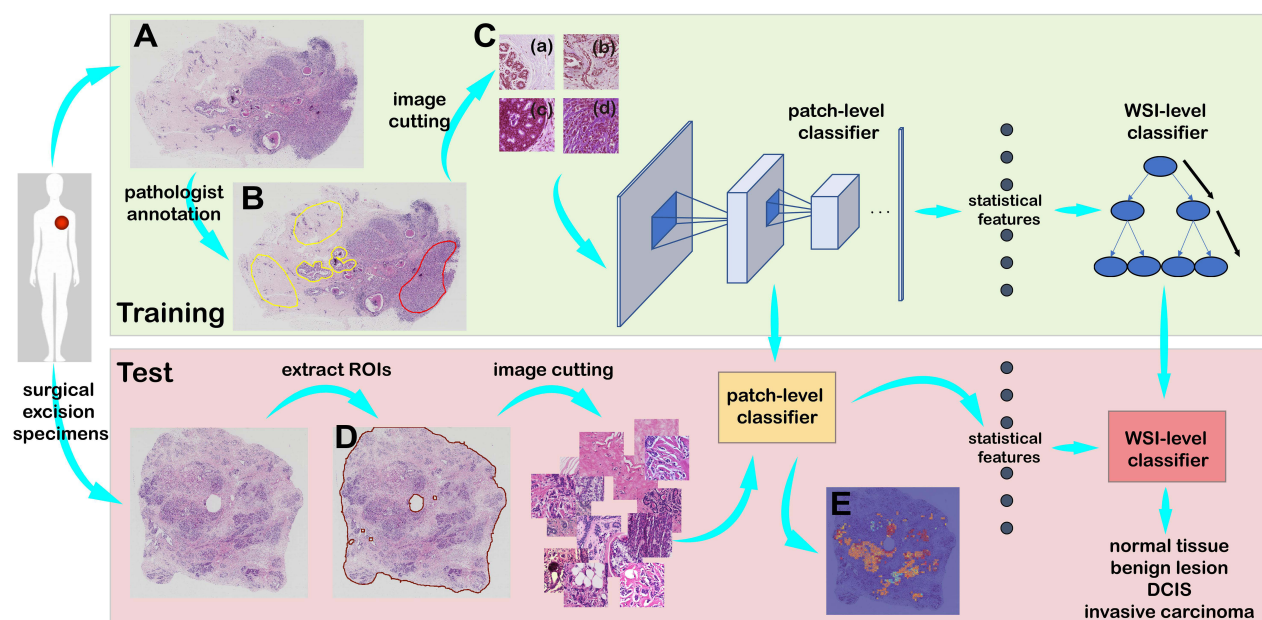 A
pathologist
annotation
B
image
cutting
C
(a)
(b)
(c)
(d)
patch-level
classifier
...
statistical
features
WSI-level
classifier
Training
surgical
excision
specimens
Test
extract ROIs
D
image cutting
patch-level
classifier
E
statistical
features
WSI-level
classifier
normal tissue
benign lesion
DCIS
invasive carcinoma